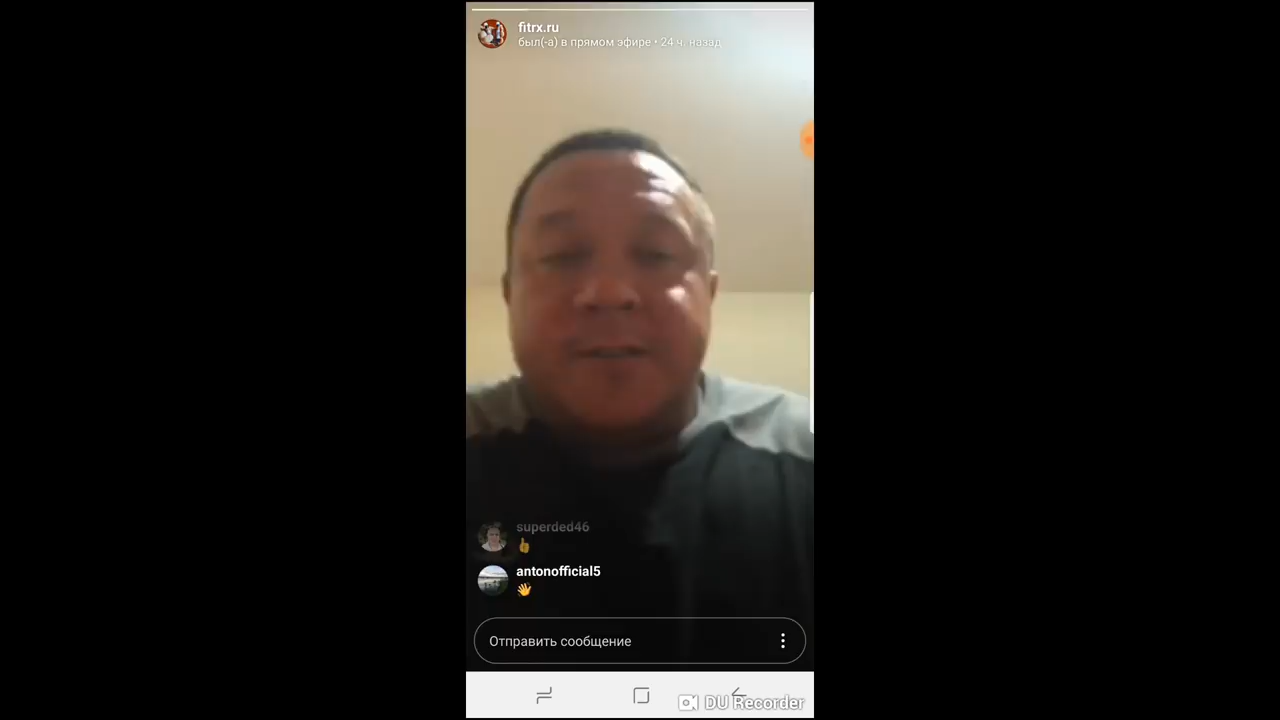 fitrx.ru
был(-а) в прямом эфире • 24 ч. назад
superded46
antonofficial5
Отправить сообщение
DU Recorder